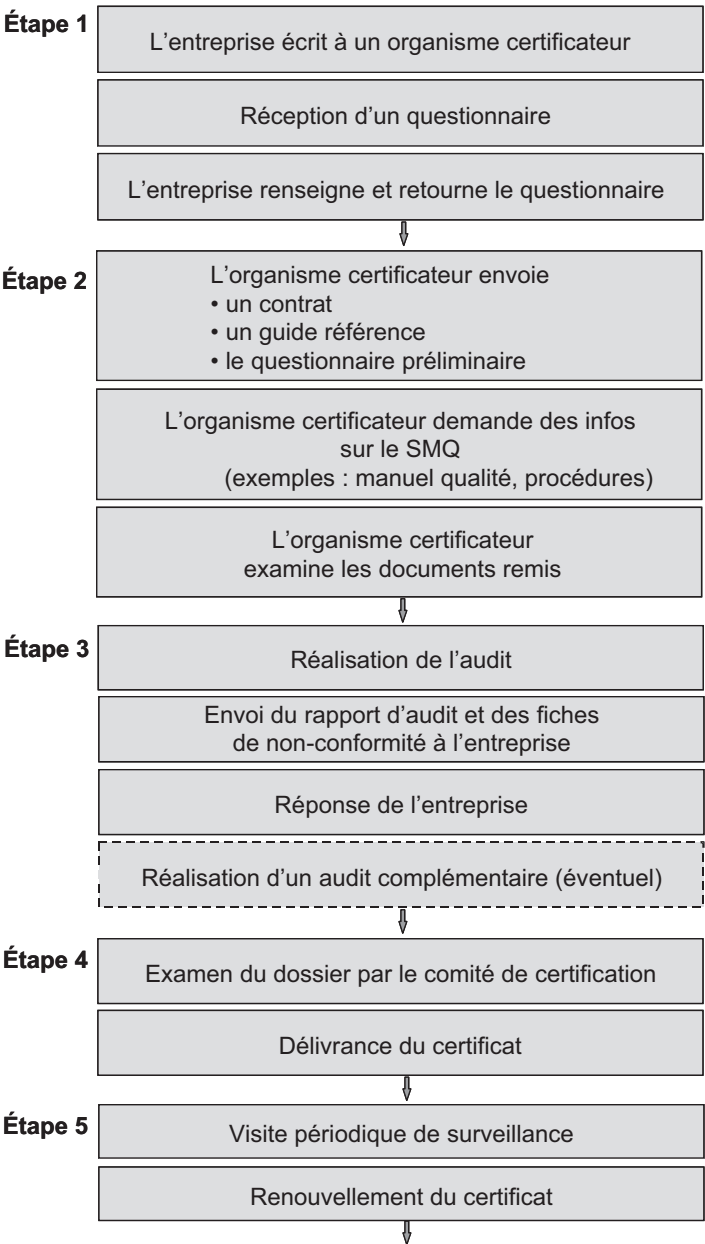 Étape 1
L'entreprise écrit à un organisme certificateur
Réception d'un questionnaire
L'entreprise renseigne et retourne le questionnaire
Étape 2
L'organisme certificateur envoie
• un contrat
• un guide référence
• le questionnaire préliminaire
L'organisme certificateur demande des infos
sur le SMQ
(exemples : manuel qualité, procédures)
L'organisme certificateur
examine les documents remis
Étape 3
Réalisation de l'audit
Envoi du rapport d'audit et des fiches
de non-conformité à l'entreprise
Réponse de l'entreprise
Réalisation d'un audit complémentaire (éventuel)
Étape 4
Examen du dossier par le comité de certification
Délivrance du certificat
Étape 5
Visite périodique de surveillance
Renouvellement du certificat